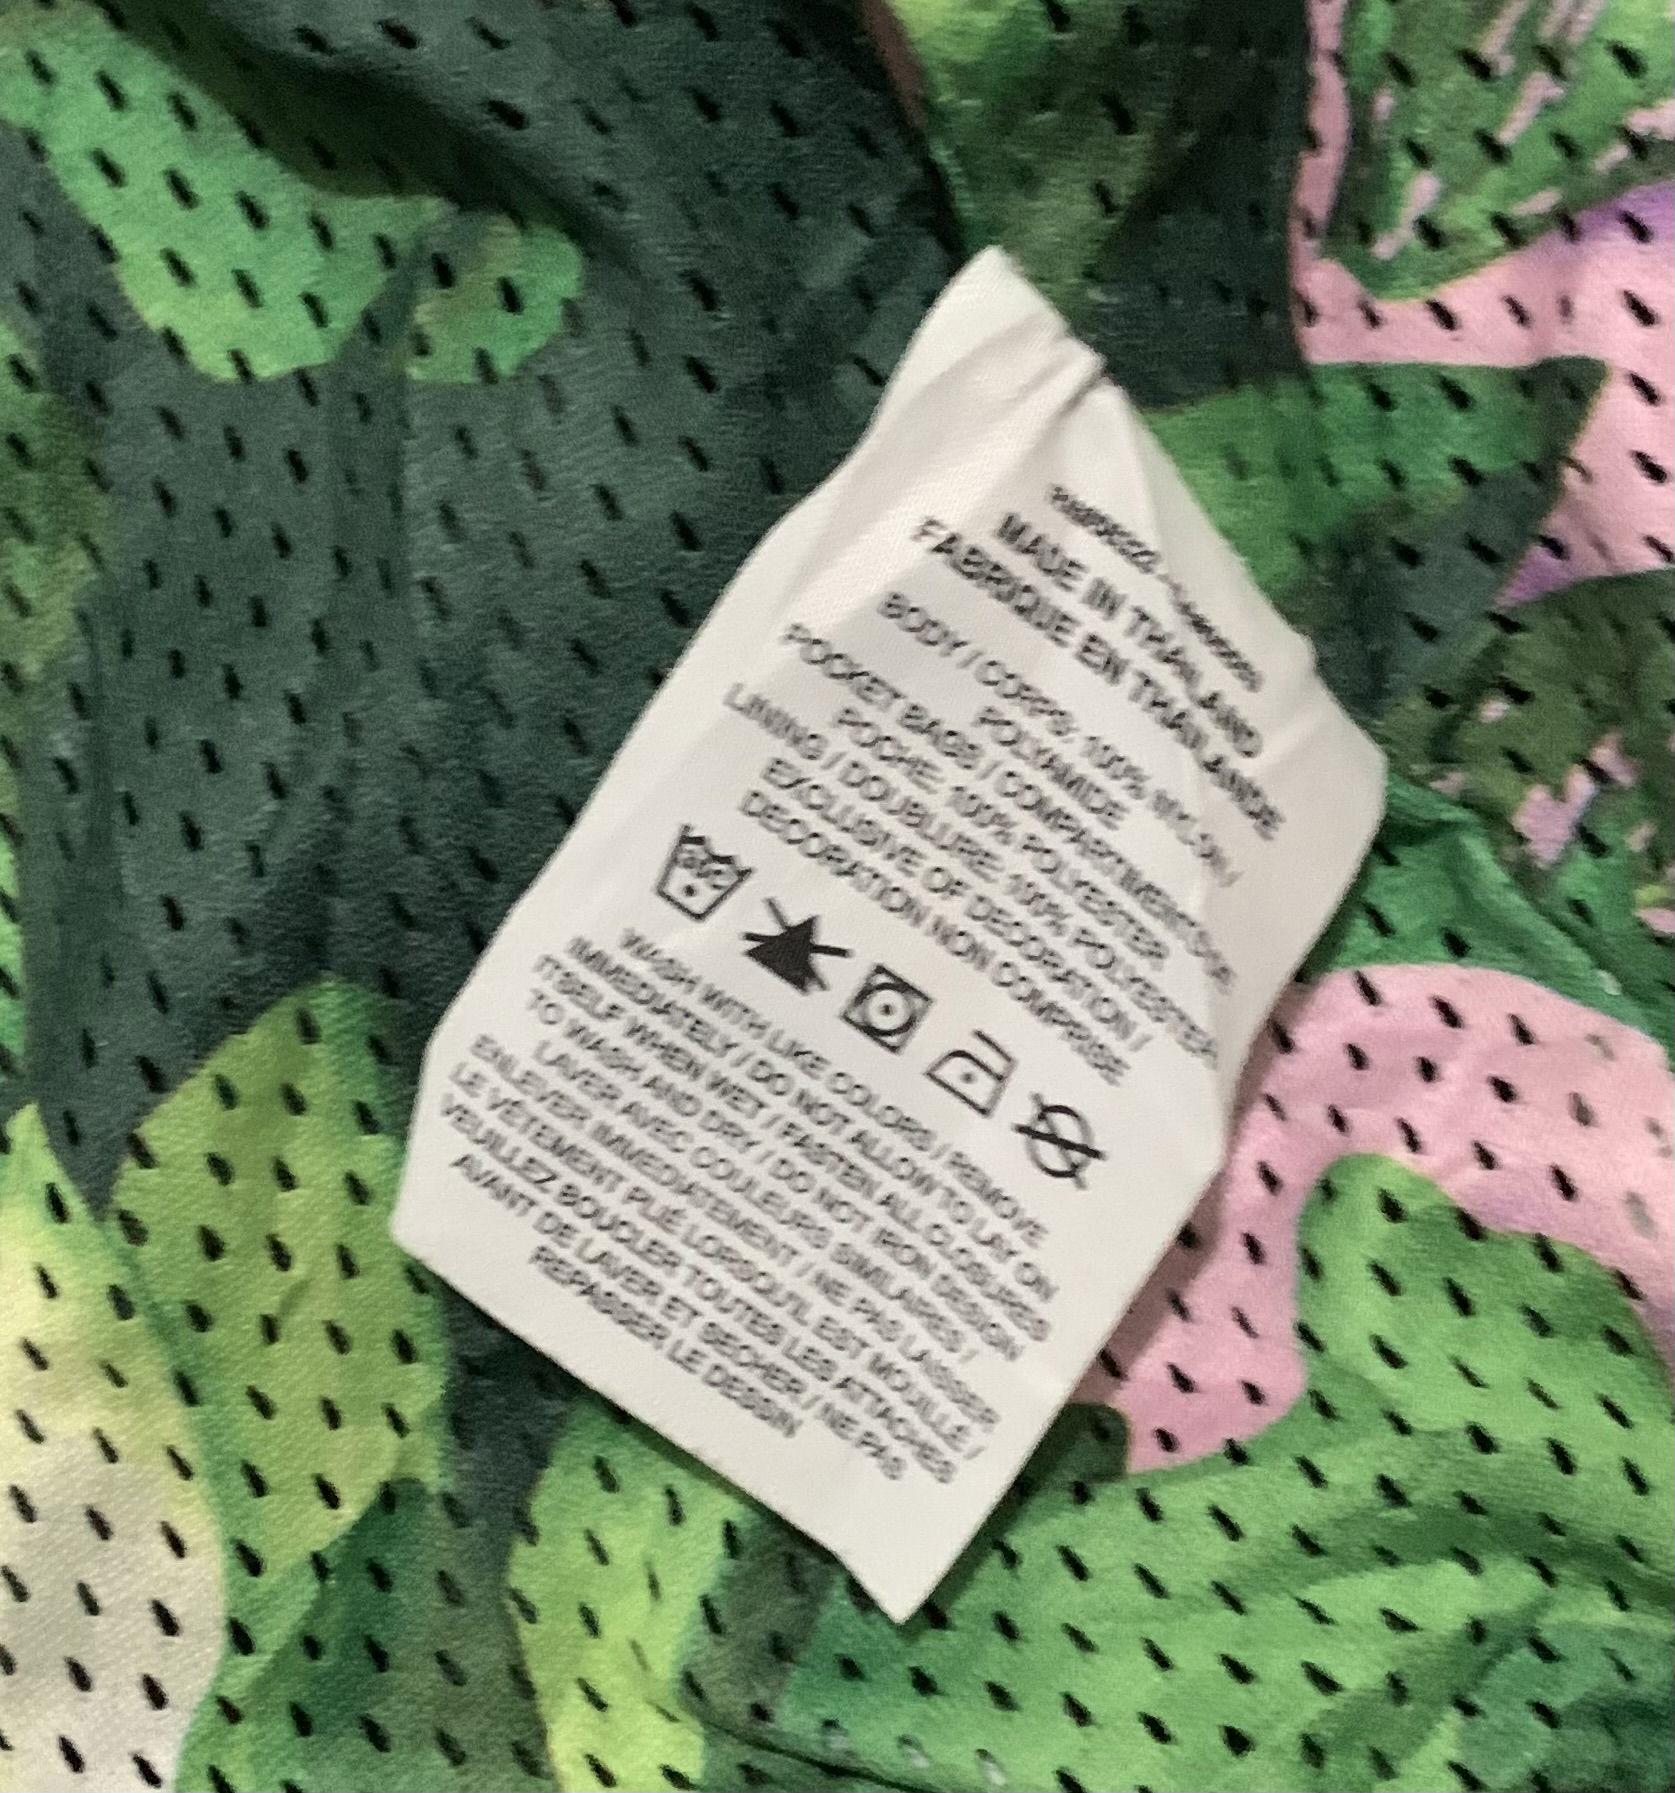 MADE IN THAILAND
FABRIQUE EN THAILANDE
BODY / CORPS: 100% NYLON /
POLYAMIDE
POCKET BAGS / COMPARTIMENTS DE
POCHE: 100% POLYESTER
LINING / DOUBLURE: 100% POLYESTER
EXCLUSIVE OF DECORATION /
DECORATION NON COMPRISE
30
WASH WITH LIKE COLORS / REMOVE
IMMEDIATELY / DO NOT ALLOW TO LAY ON
ITSELF WHEN WET / FASTEN ALL CLOSURES
TO WASH AND DRY / DO NOT IRON DESIGN
LAVER AVEC COULEURS SIMILAIRES /
ENLEVER IMMEDIATEMENT / NE PAS LAISSER
LE VÊTEMENT PLIÉ LORSQU'IL EST MOUILLÉ /
VEUILLEZ BOUCLER TOUTES LES ATTACHES
AVANT DE LAVER ET SECHER / NE PAS
REPASSER LE DESSIN